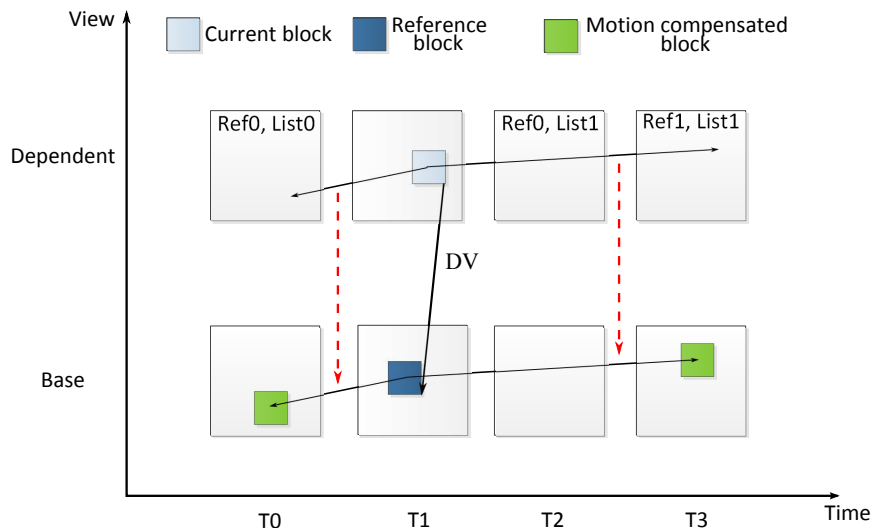 View
Current block
Reference
block
Motion compensated
block
Ref0, List0
Ref0, List1
Ref1, List1
Dependent
DV
Base
T0
T1
T2
T3
Time